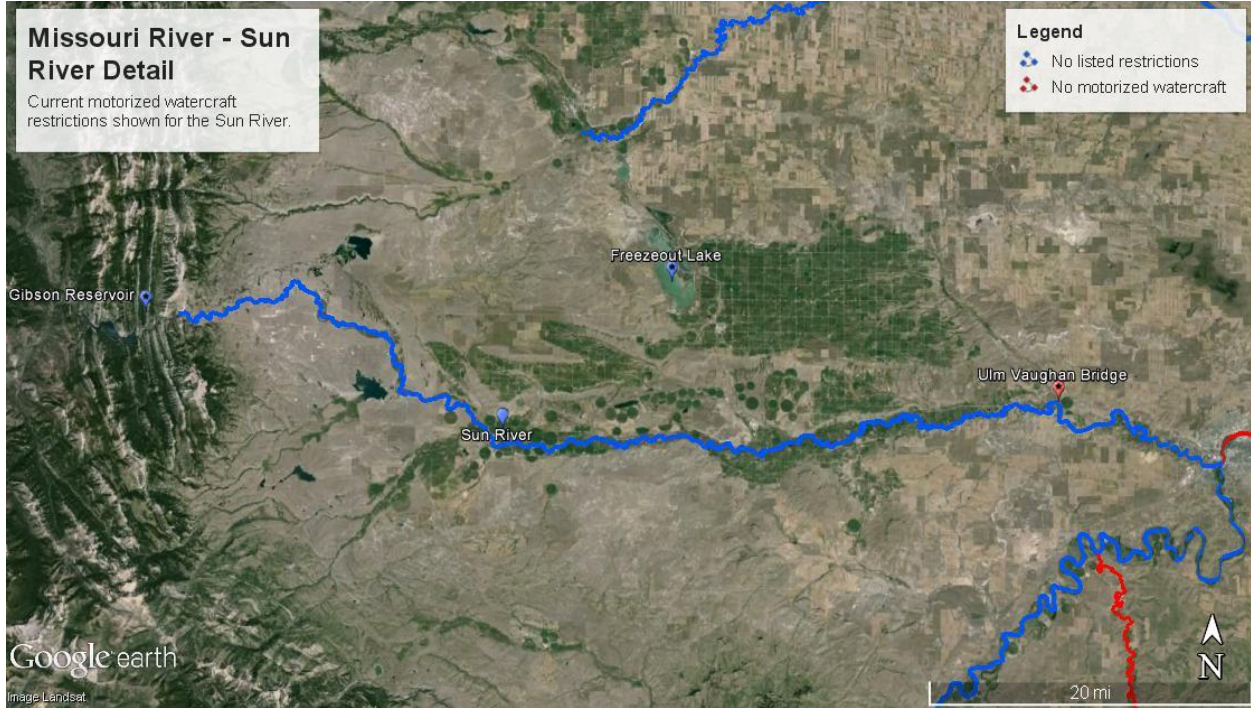 Missouri River - Sun
River Detail
Current motorized watercraft
restrictions shown for the Sun River.
Legend
No listed restrictions
No motorized watercraft
Freezeout Lake
Gibson Reservoir
Ulm Vaughan Bridge
Sun River
Google earth
Image Landsat
N
20 mi